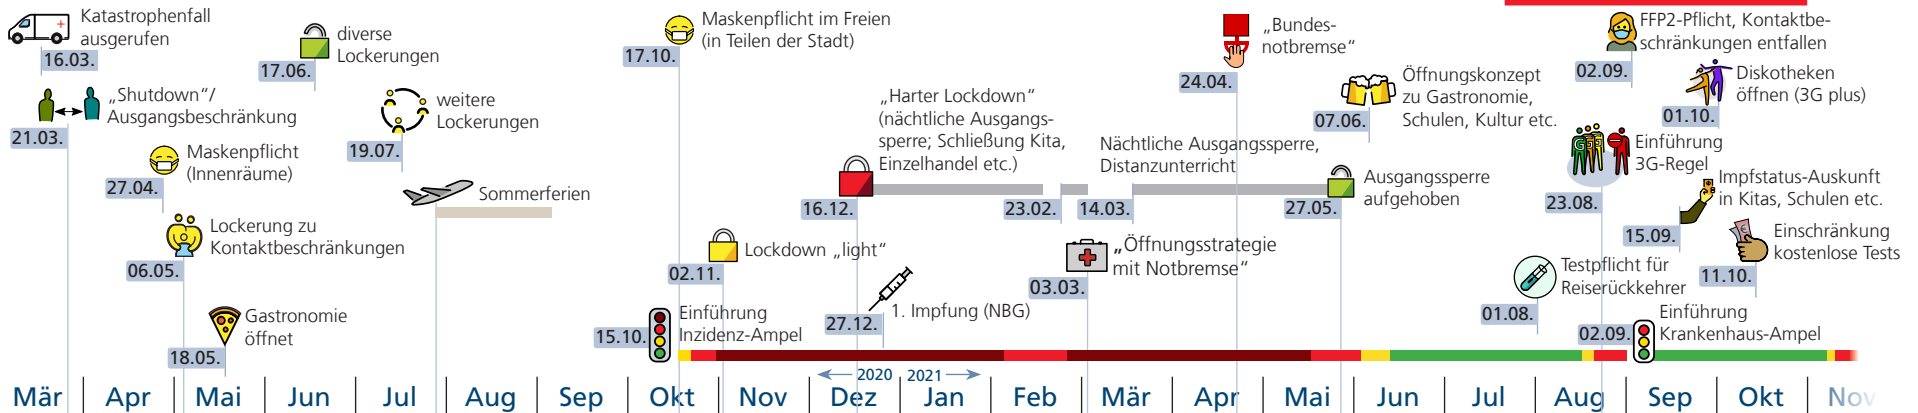 Katastrophenfall
ausgerufen
16.03.
„Shutdown“/
Ausgangsbeschränkung
21.03.
Maskenpflicht
(Innenräume)
27.04.
Lockerung zu
Kontaktbeschränkungen
06.05.
Gastronomie
öffnet
18.05.
diverse
Lockerungen
17.06.
weitere
Lockerungen
19.07.
Sommerferien
Maskenpflicht im Freien
(in Teilen der Stadt)
17.10.
Lockdown „light“
02.11.
Einführung
Inzidenz-Ampel
15.10.
„Harter Lockdown“
(nächtliche Ausgangs-
sperre; Schließung Kita,
Einzelhandel etc.)
16.12.
1. Impfung (NBG)
27.12.
23.02.
„Öffnungsstrategie
mit Notbremse“
03.03.
Nächtliche Ausgangssperre,
Distanzunterricht
14.03.
„Bundes-
notbremse“
24.04.
Ausgangssperre
aufgehoben
27.05.
Öffnungskonzept
zu Gastronomie,
Schulen, Kultur etc.
07.06.
Testpflicht für
Reiserückkehrer
01.08.
G G G
Einführung
3G-Regel
23.08.
FFP2-Pflicht, Kontaktbe-
schränkungen entfallen
02.09.
Einführung
Krankenhaus-Ampel
02.09.
Impfstatus-Auskunft
in Kitas, Schulen etc.
15.09.
Diskotheken
öffnen (3G plus)
01.10.
Einschränkung
kostenlose Tests
11.10.
2020 2021
Mär Apr Mai Jun Jul Aug Sep Okt Nov Dez Jan Feb Mär Apr Mai Jun Jul Aug Sep Okt Nov